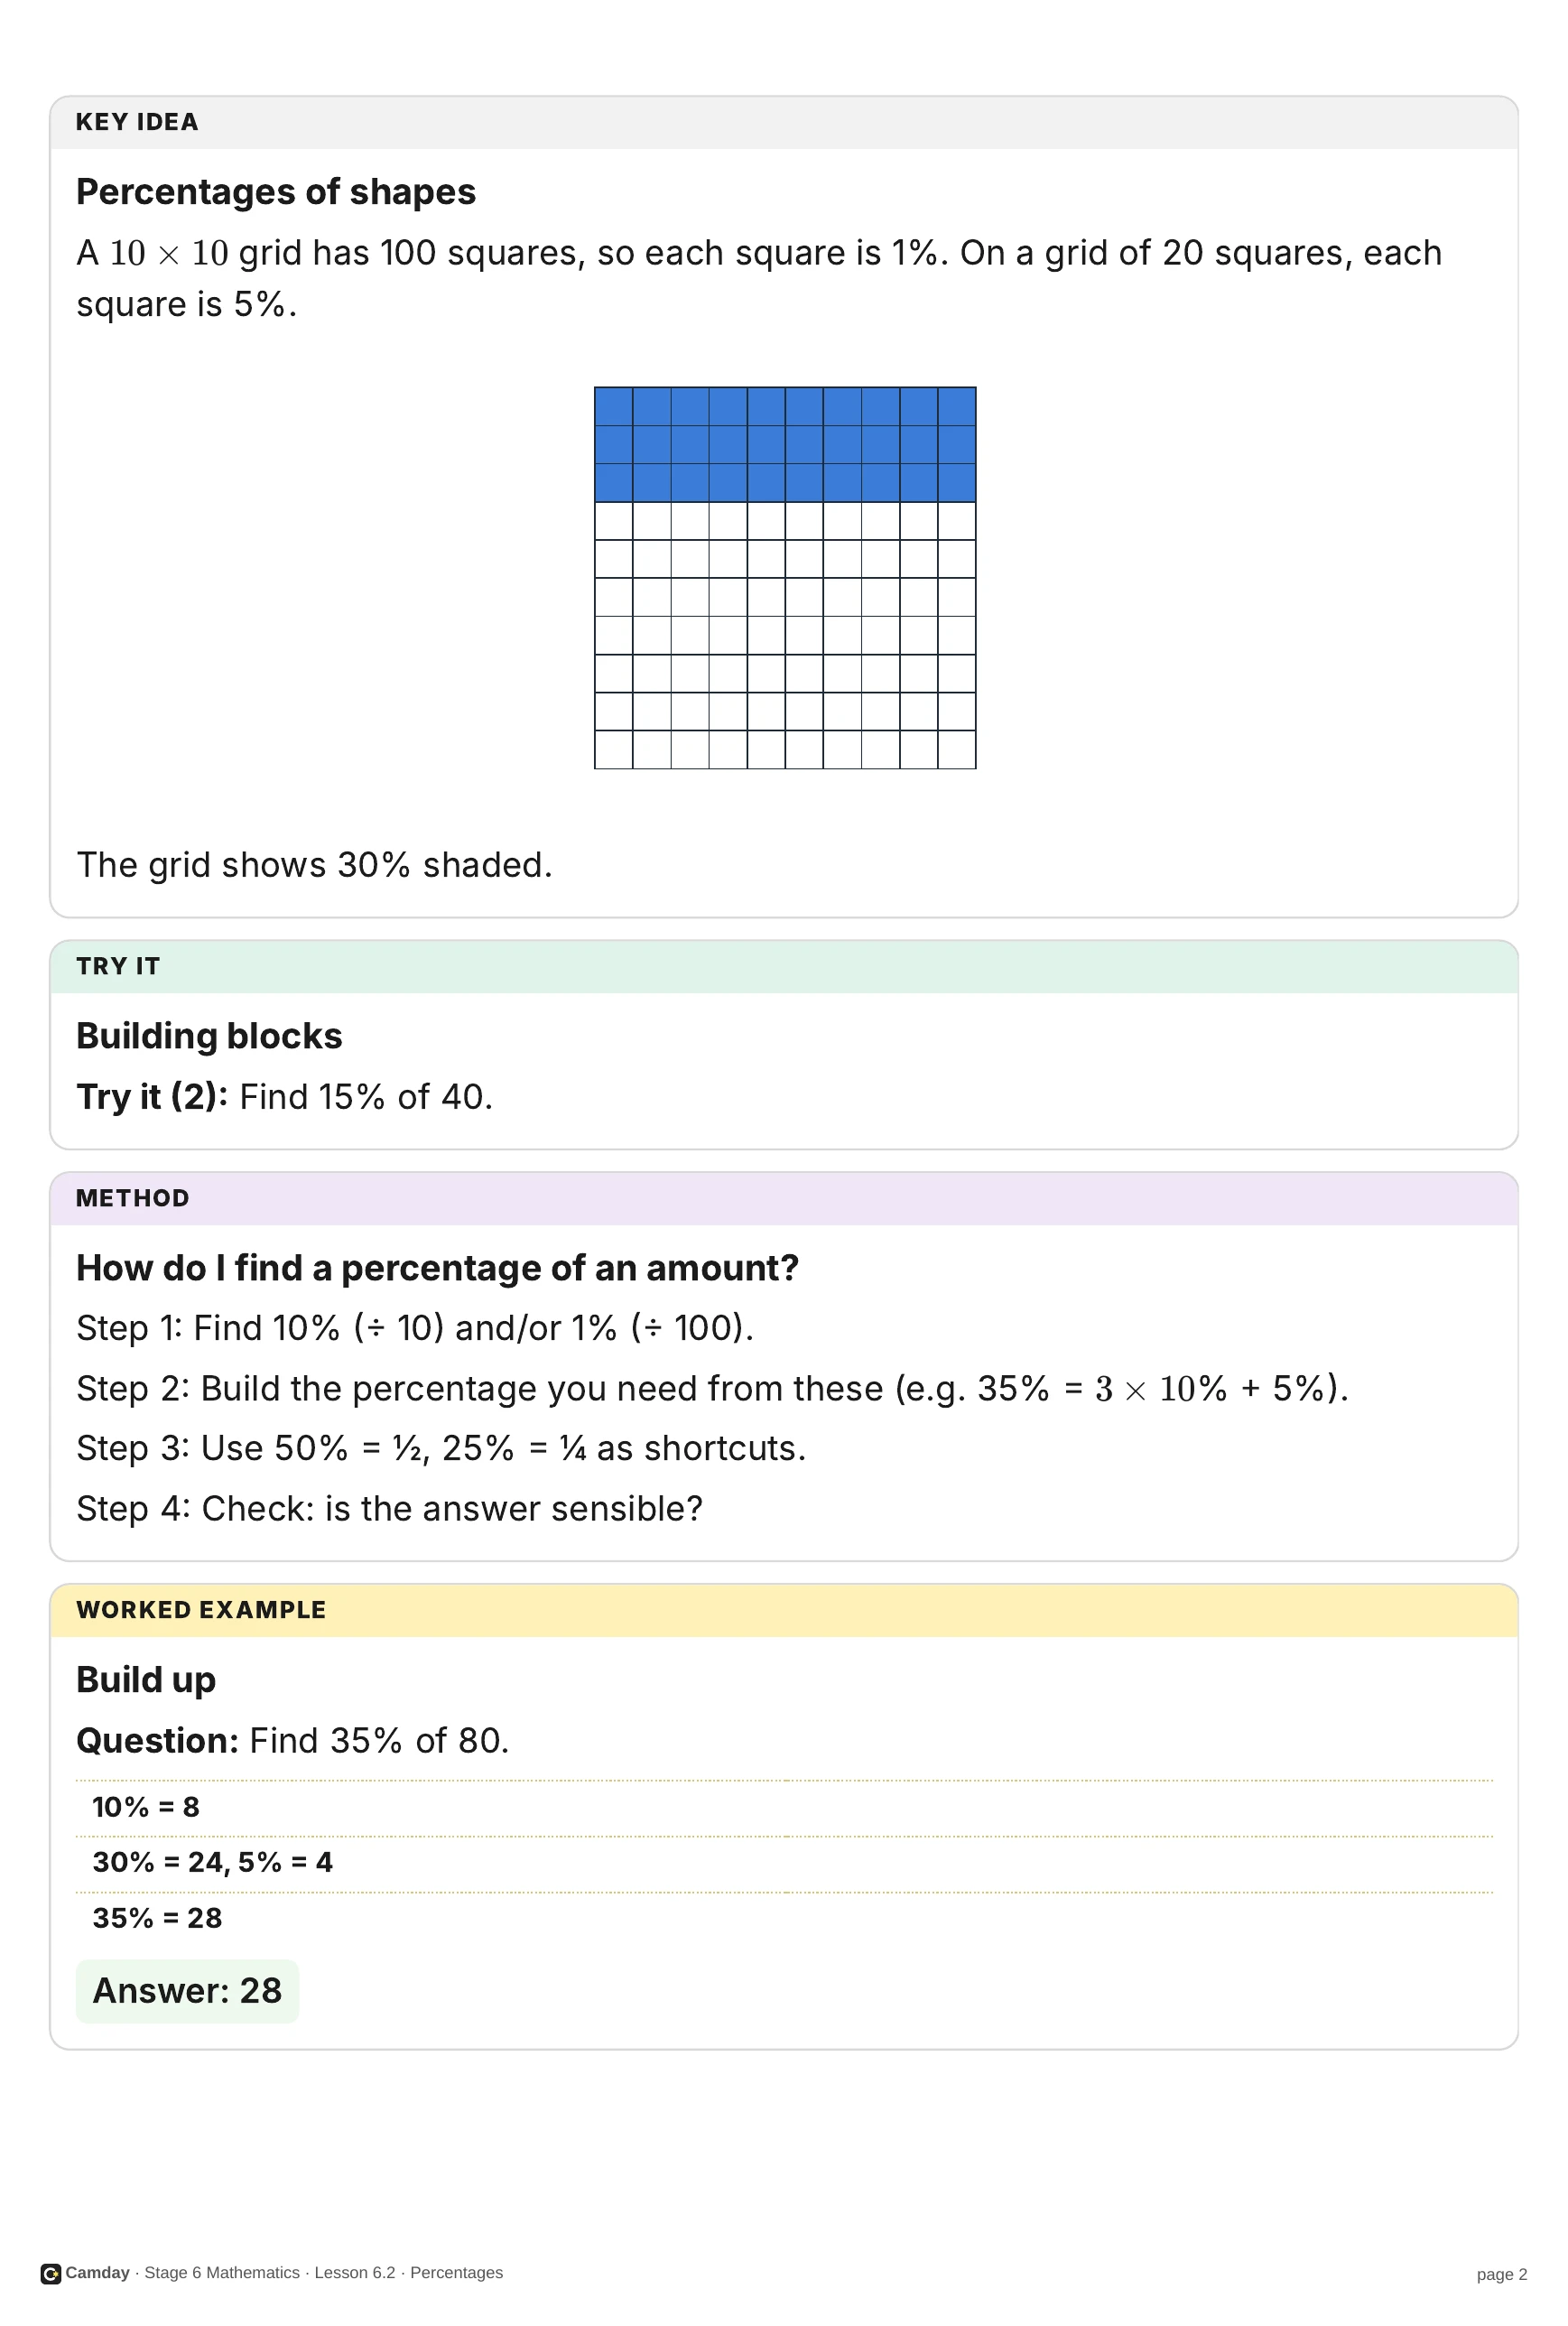 KEY IDEA
Percentages of shapes
A 10 × 10 grid has 100 squares, so each square is 1%. On a grid of 20 squares, each
square is 5%.
The grid shows 30% shaded.
TRY IT
Building blocks
Try it (2): Find 15% of 40.
METHOD
How do I find a percentage of an amount?
Step 1: Find 10% (÷ 10) and/or 1% (÷ 100).
Step 2: Build the percentage you need from these (e.g. 35% = 3 × 10% + 5%).
Step 3: Use 50% = ½, 25% = ¼ as shortcuts.
Step 4: Check: is the answer sensible?
WORKED EXAMPLE
Build up
Question: Find 35% of 80.
10% = 8
30% = 24, 5% = 4
35% = 28
Answer: 28
Camday · Stage 6 Mathematics · Lesson 6.2 · Percentages
page 2